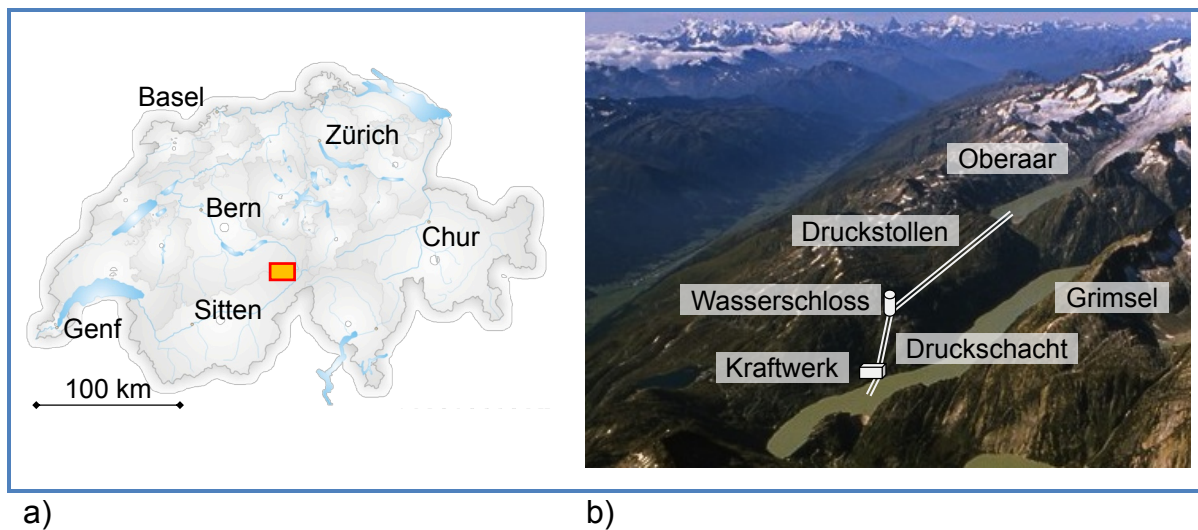 Basel
Zürich
Bern
Chur
Sitten
Genf
100 km
Oberaar
Druckstollen
Wasserschloss
Grimsel
Druckschacht
Kraftwerk
a)
b)